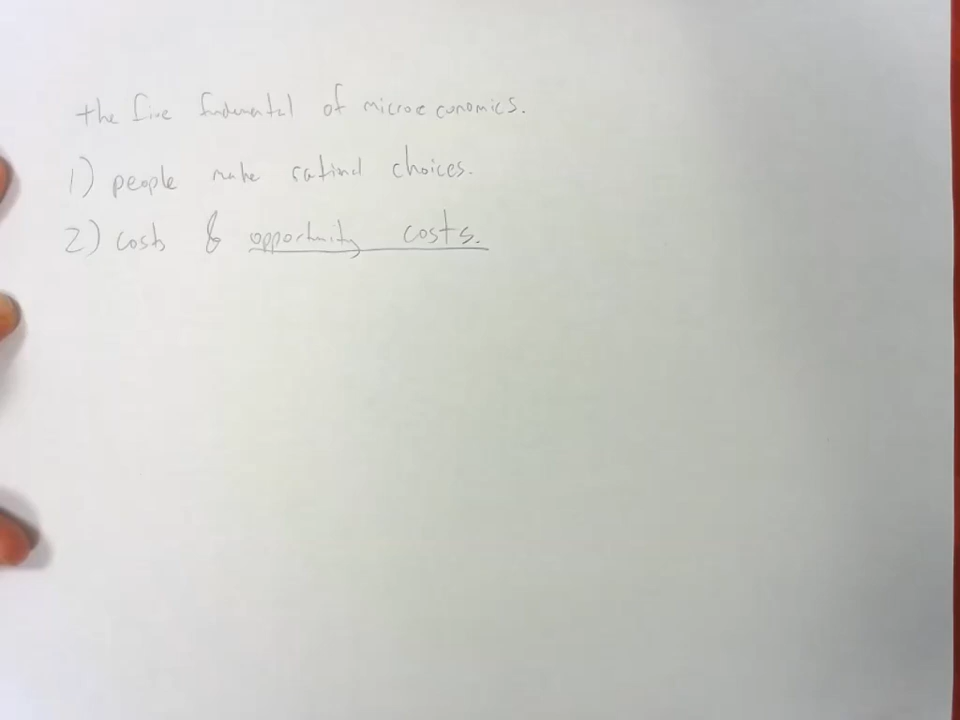 the five fundamental of microeconomics.
1) people make rational choices.
2) costs & opportunity costs.